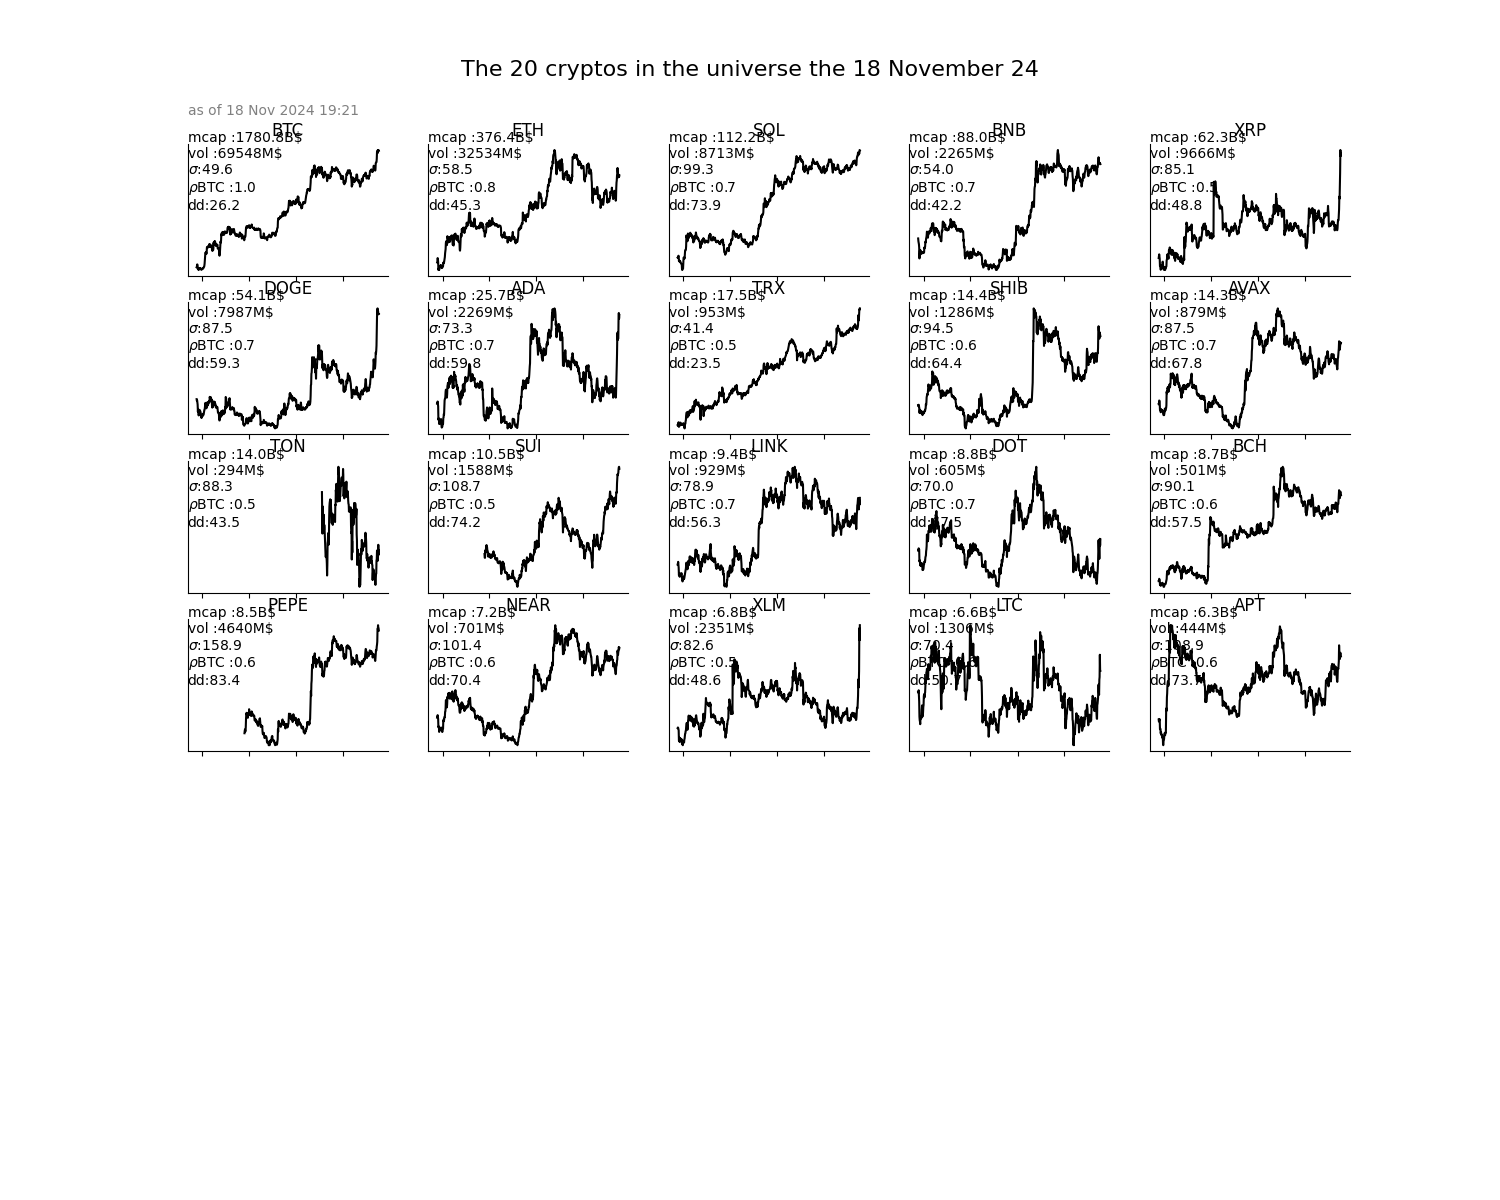 The 20 cryptos in the universe the 18 November 24
as of 18 Nov 2024 19:21
BTC
mcap :1780.8B$
vol :69548M$
σ:49.6
ρBTC :1.0
dd:26.2
ETH
mcap :376.4B$
vol :32534M$
σ:58.5
ρBTC :0.8
dd:45.3
SOL
mcap :112.2B$
vol :8713M$
σ:99.3
ρBTC :0.7
dd:73.9
BNB
mcap :88.0B$
vol :2265M$
σ:54.0
ρBTC :0.7
dd:42.2
XRP
mcap :62.3B$
vol :9666M$
σ:85.1
ρBTC :0.5
dd:48.8
DOGE
mcap :54.1B$
vol :7987M$
σ:87.5
ρBTC :0.7
dd:59.3
ADA
mcap :25.7B$
vol :2269M$
σ:73.3
ρBTC :0.7
dd:59.8
TRX
mcap :17.5B$
vol :953M$
σ:41.4
ρBTC :0.5
dd:23.5
SHIB
mcap :14.4B$
vol :1286M$
σ:94.5
ρBTC :0.6
dd:64.4
AVAX
mcap :14.3B$
vol :879M$
σ:87.5
ρBTC :0.7
dd:67.8
TON
mcap :14.0B$
vol :294M$
σ:88.3
ρBTC :0.5
dd:43.5
SUI
mcap :10.5B$
vol :1588M$
σ:108.7
ρBTC :0.5
dd:74.2
LINK
mcap :9.4B$
vol :929M$
σ:78.9
ρBTC :0.7
dd:56.3
DOT
mcap :8.8B$
vol :605M$
σ:70.0
ρBTC :0.7
BCH
mcap :8.7B$
vol :501M$
σ:90.1
ρBTC :0.6
dd:57.5
PEPE
mcap :8.5B$
vol :4640M$
σ:158.9
ρBTC :0.6
dd:83.4
NEAR
mcap :7.2B$
vol :701M$
σ:101.4
ρBTC :0.6
dd:70.4
XLM
mcap :6.8B$
vol :2351M$
σ:82.6
ρBTC :0.5
dd:48.6
LTC
mcap :6.6B$
vol :1306M$
σ:70.4
APT
mcap :6.3B$
vol :444M$
σ:108.9
ρBTC :0.6